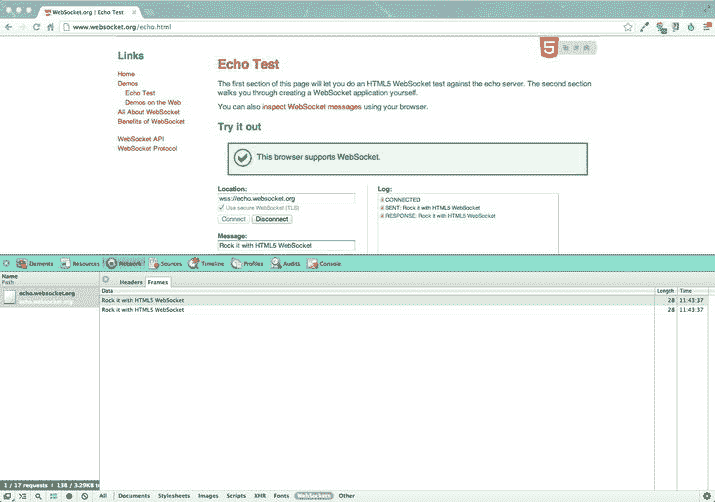 WebSocket.org | Echo Test
www.websocket.org/echo.html
Links
Home
Demos
Echo Test
Demos on the Web
All About WebSocket
Benefits of WebSocket
WebSocket API
WebSocket Protocol
5
Echo Test
The first section of this page will let you do an HTML5 WebSocket test against the echo server. The second section
walks you through creating a WebSocket application yourself.
You can also inspect WebSocket messages using your browser.
Try it out
This browser supports WebSocket.
Location:
wss://echo.websocket.org
Use secure WebSocket (TLS)
Connect Disconnect
Message:
Rock it with HTML5 WebSocket
Log:
CONNECTED
SENT: Rock it with HTML5 WebSocket
RESPONSE: Rock it with HTML5 WebSocket
Elements Resources Network Sources Timeline Profiles Audits Console
Name
Path
echo.websocket.org
echo.websocket.org
Headers Frames
Data Length Time
Rock it with HTML5 WebSocket 28 11:43:37
Rock it with HTML5 WebSocket 28 11:43:37
1 / 17 requests | 138 / 3.29KB
All Documents Stylesheets Images Scripts XHR Fonts WebSockets Other